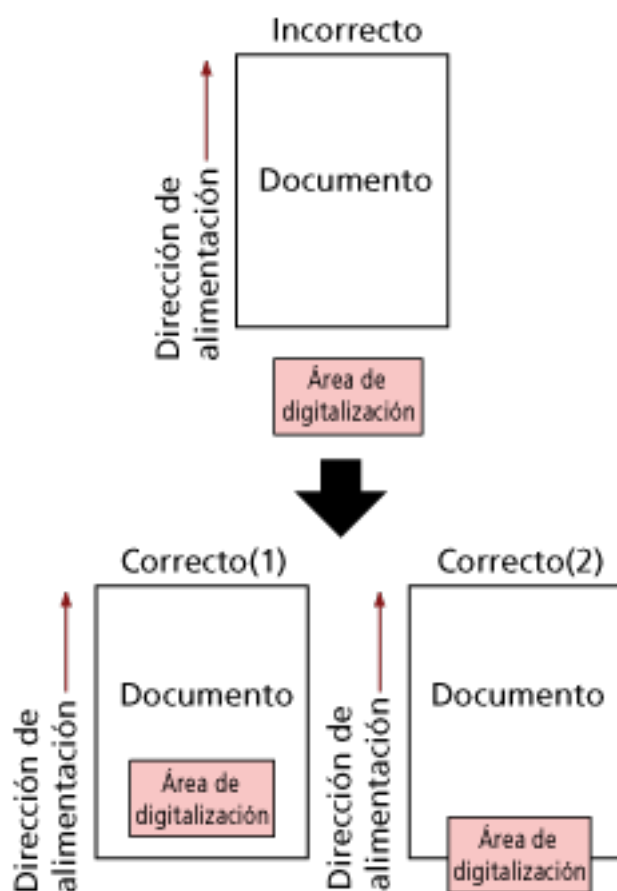 Incorrecto
Dirección de
alimentación
Documento
Área de
digitalización
Correcto(1)
Dirección de
alimentación
Documento
Área de
digitalización
Correcto(2)
Dirección de
alimentación
Documento
Área de
digitalización